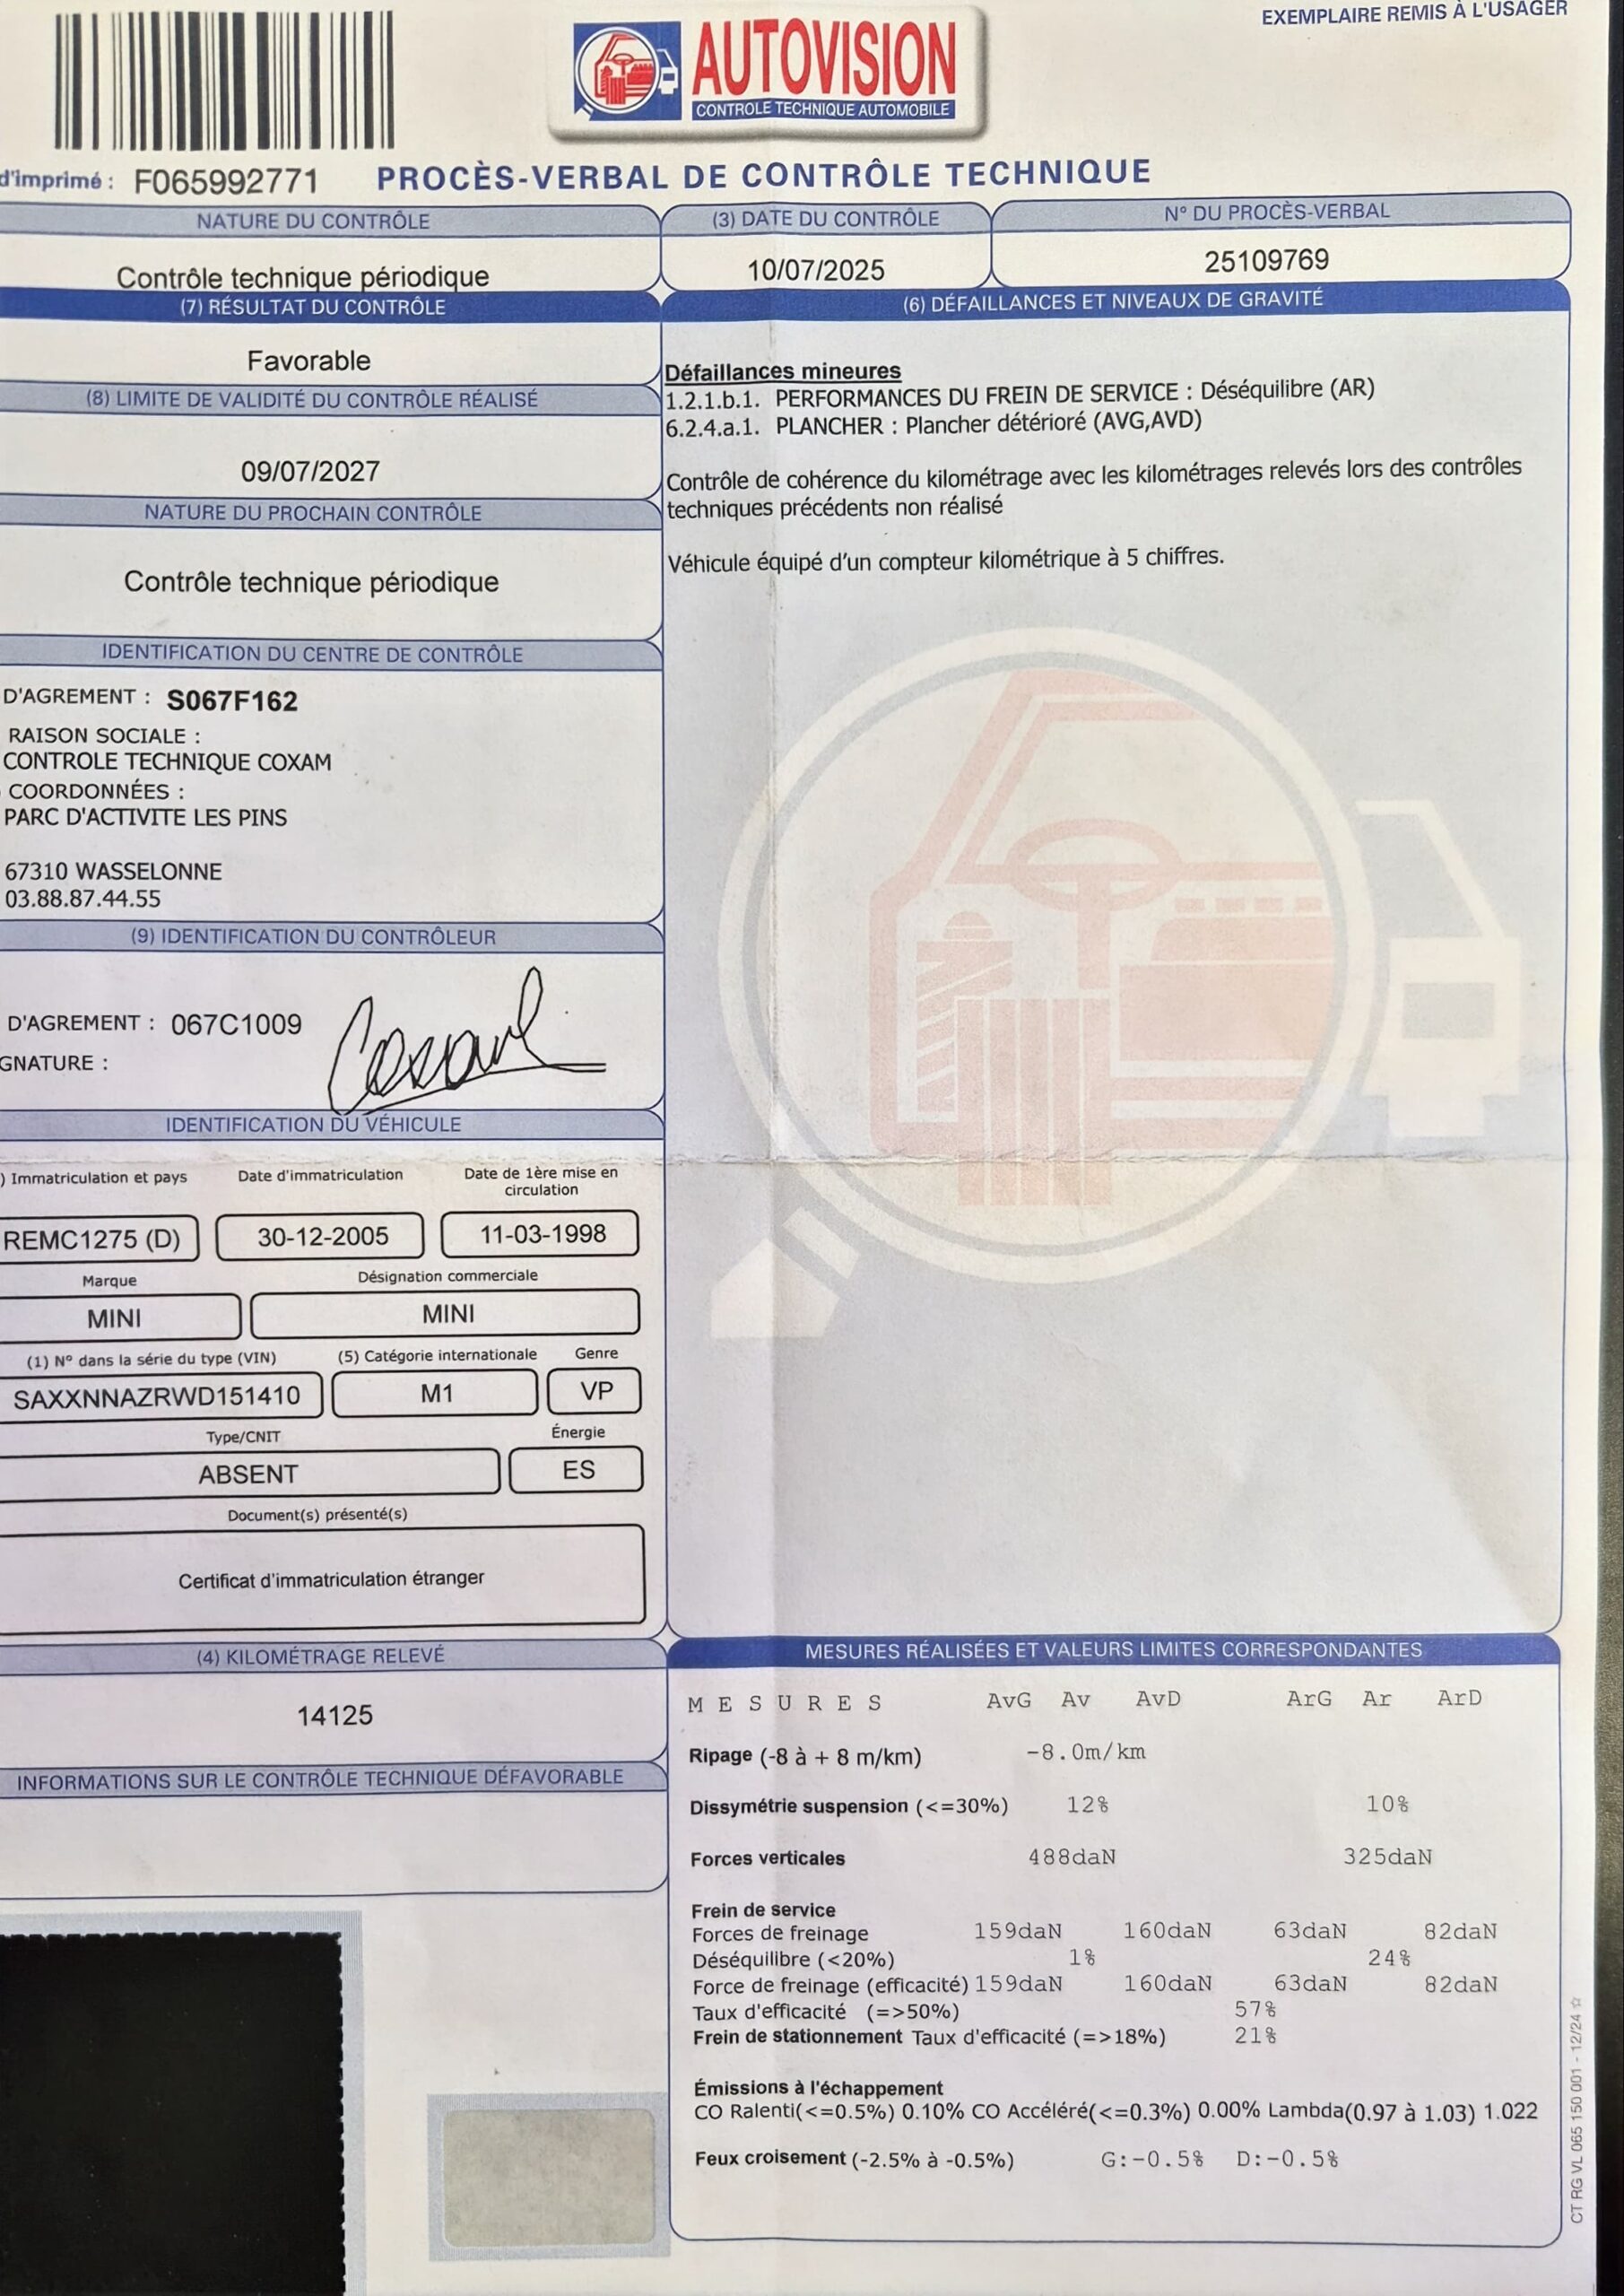 EXEMPLAIRE REMIS À L'USAGER
AUTOVISION
CONTROLE TECHNIQUE AUTOMOBILE
d'imprimé : F065992771
PROCÈS-VERBAL DE CONTRÔLE TECHNIQUE
NATURE DU CONTRÔLE
Contrôle technique périodique
(3) DATE DU CONTRÔLE
10/07/2025
N° DU PROCÈS-VERBAL
25109769
(7) RÉSULTAT DU CONTRÔLE
Favorable
(8) LIMITE DE VALIDITÉ DU CONTRÔLE RÉALISÉ
09/07/2027
NATURE DU PROCHAIN CONTRÔLE
Contrôle technique périodique
IDENTIFICATION DU CENTRE DE CONTRÔLE
D'AGREMENT : S067F162
RAISON SOCIALE :
CONTROLE TECHNIQUE COXAM
COORDONNÉES :
PARC D'ACTIVITE LES PINS
67310 WASSELONNE
03.88.87.44.55
(9) IDENTIFICATION DU CONTRÔLEUR
D'AGREMENT : 067C1009
GNATURE :
IDENTIFICATION DU VÉHICULE
) Immatriculation et pays
Date d'immatriculation
Date de 1ère mise en
circulation
REMC1275 (D)
30-12-2005
11-03-1998
Marque
Désignation commerciale
MINI
MINI
(1) N° dans la série du type (VIN)
(5) Catégorie internationale
Genre
SAXXNNAZRWD151410
M1
VP
Type/CNIT
Énergie
ABSENT
ES
Document(s) présenté(s)
Certificat d'immatriculation étranger
(4) KILOMÉTRAGE RELEVÉ
14125
INFORMATIONS SUR LE CONTRÔLE TECHNIQUE DÉFAVORABLE
(6) DÉFAILLANCES ET NIVEAUX DE GRAVITÉ
Défaillances mineures
1.2.1.b.1. PERFORMANCES DU FREIN DE SERVICE : Déséquilibre (AR)
6.2.4.a.1. PLANCHER : Plancher détérioré (AVG,AVD)
Contrôle de cohérence du kilométrage avec les kilométrages relevés lors des contrôles
techniques précédents non réalisé
Véhicule équipé d'un compteur kilométrique à 5 chiffres.
MESURES RÉALISÉES ET VALEURS LIMITES CORRESPONDANTES
M E S U R E S AvG Av AvD ArG Ar ArD
Ripage (-8 à + 8 m/km) -8.0m/km
Dissymétrie suspension (<=30%) 12% 10%
Forces verticales 488daN 325daN
Frein de service
Forces de freinage 159daN 160daN 63daN 82daN
Déséquilibre (<20%) 1% 24%
Force de freinage (efficacité) 159daN 160daN 63daN 82daN
Taux d'efficacité (=>50%) 57%
Frein de stationnement Taux d'efficacité (=>18%) 21%
Émissions à l'échappement
CO Ralenti(<=0.5%) 0.10% CO Accéléré(<=0.3%) 0.00% Lambda(0.97 à 1.03) 1.022
Feux croisement (-2.5% à -0.5%) G:-0.5% D:-0.5%
CT RG VL 065 150 001 - 12/24 ☆